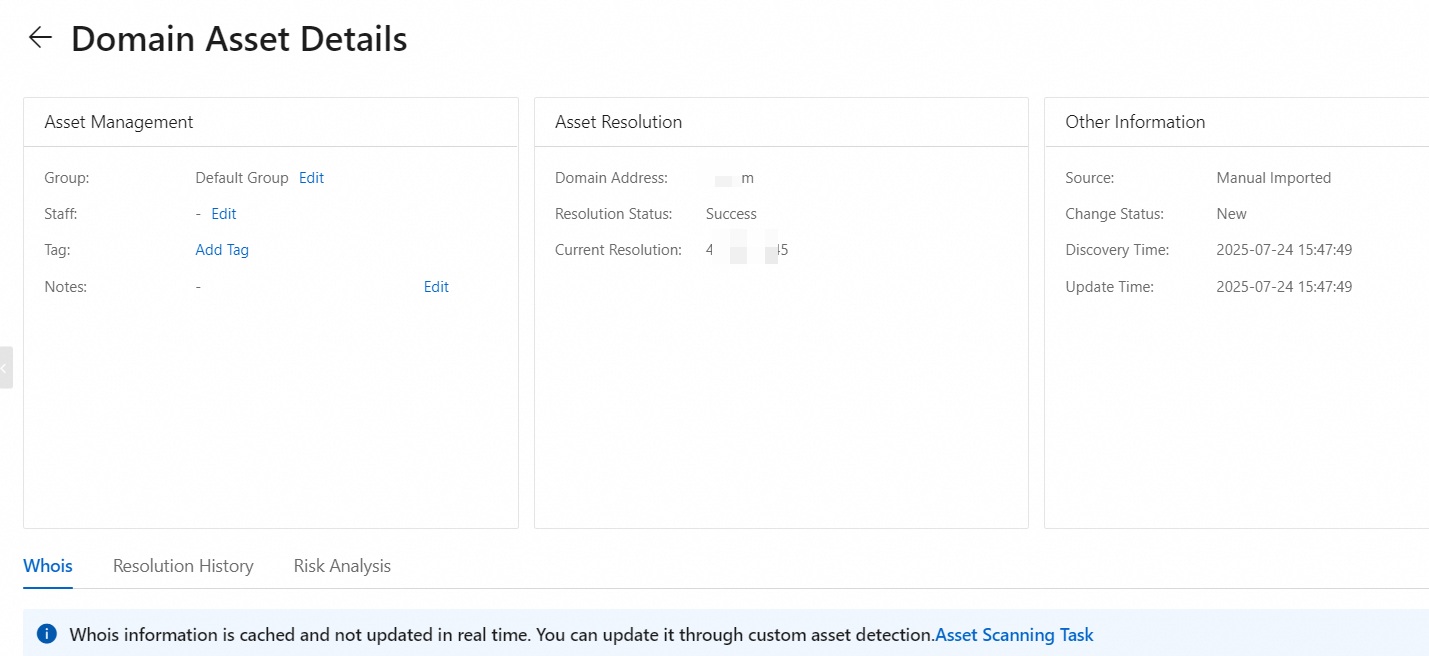 Domain Asset Details
Asset Management
Group: Default Group Edit
Staff: - Edit
Tag: Add Tag
Notes: - Edit
Asset Resolution
Domain Address: m
Resolution Status: Success
Current Resolution: 4 45
Other Information
Source: Manual Imported
Change Status: New
Discovery Time: 2025-07-24 15:47:49
Update Time: 2025-07-24 15:47:49
Whois Resolution History Risk Analysis
Whois information is cached and not updated in real time. You can update it through custom asset detection.Asset Scanning Task